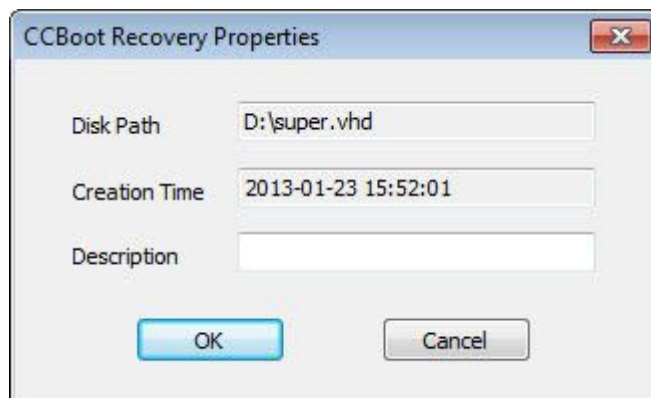 CCBoot Recovery Properties
Disk Path D:\super.vhd
Creation Time 2013-01-23 15:52:01
Description
OK Cancel